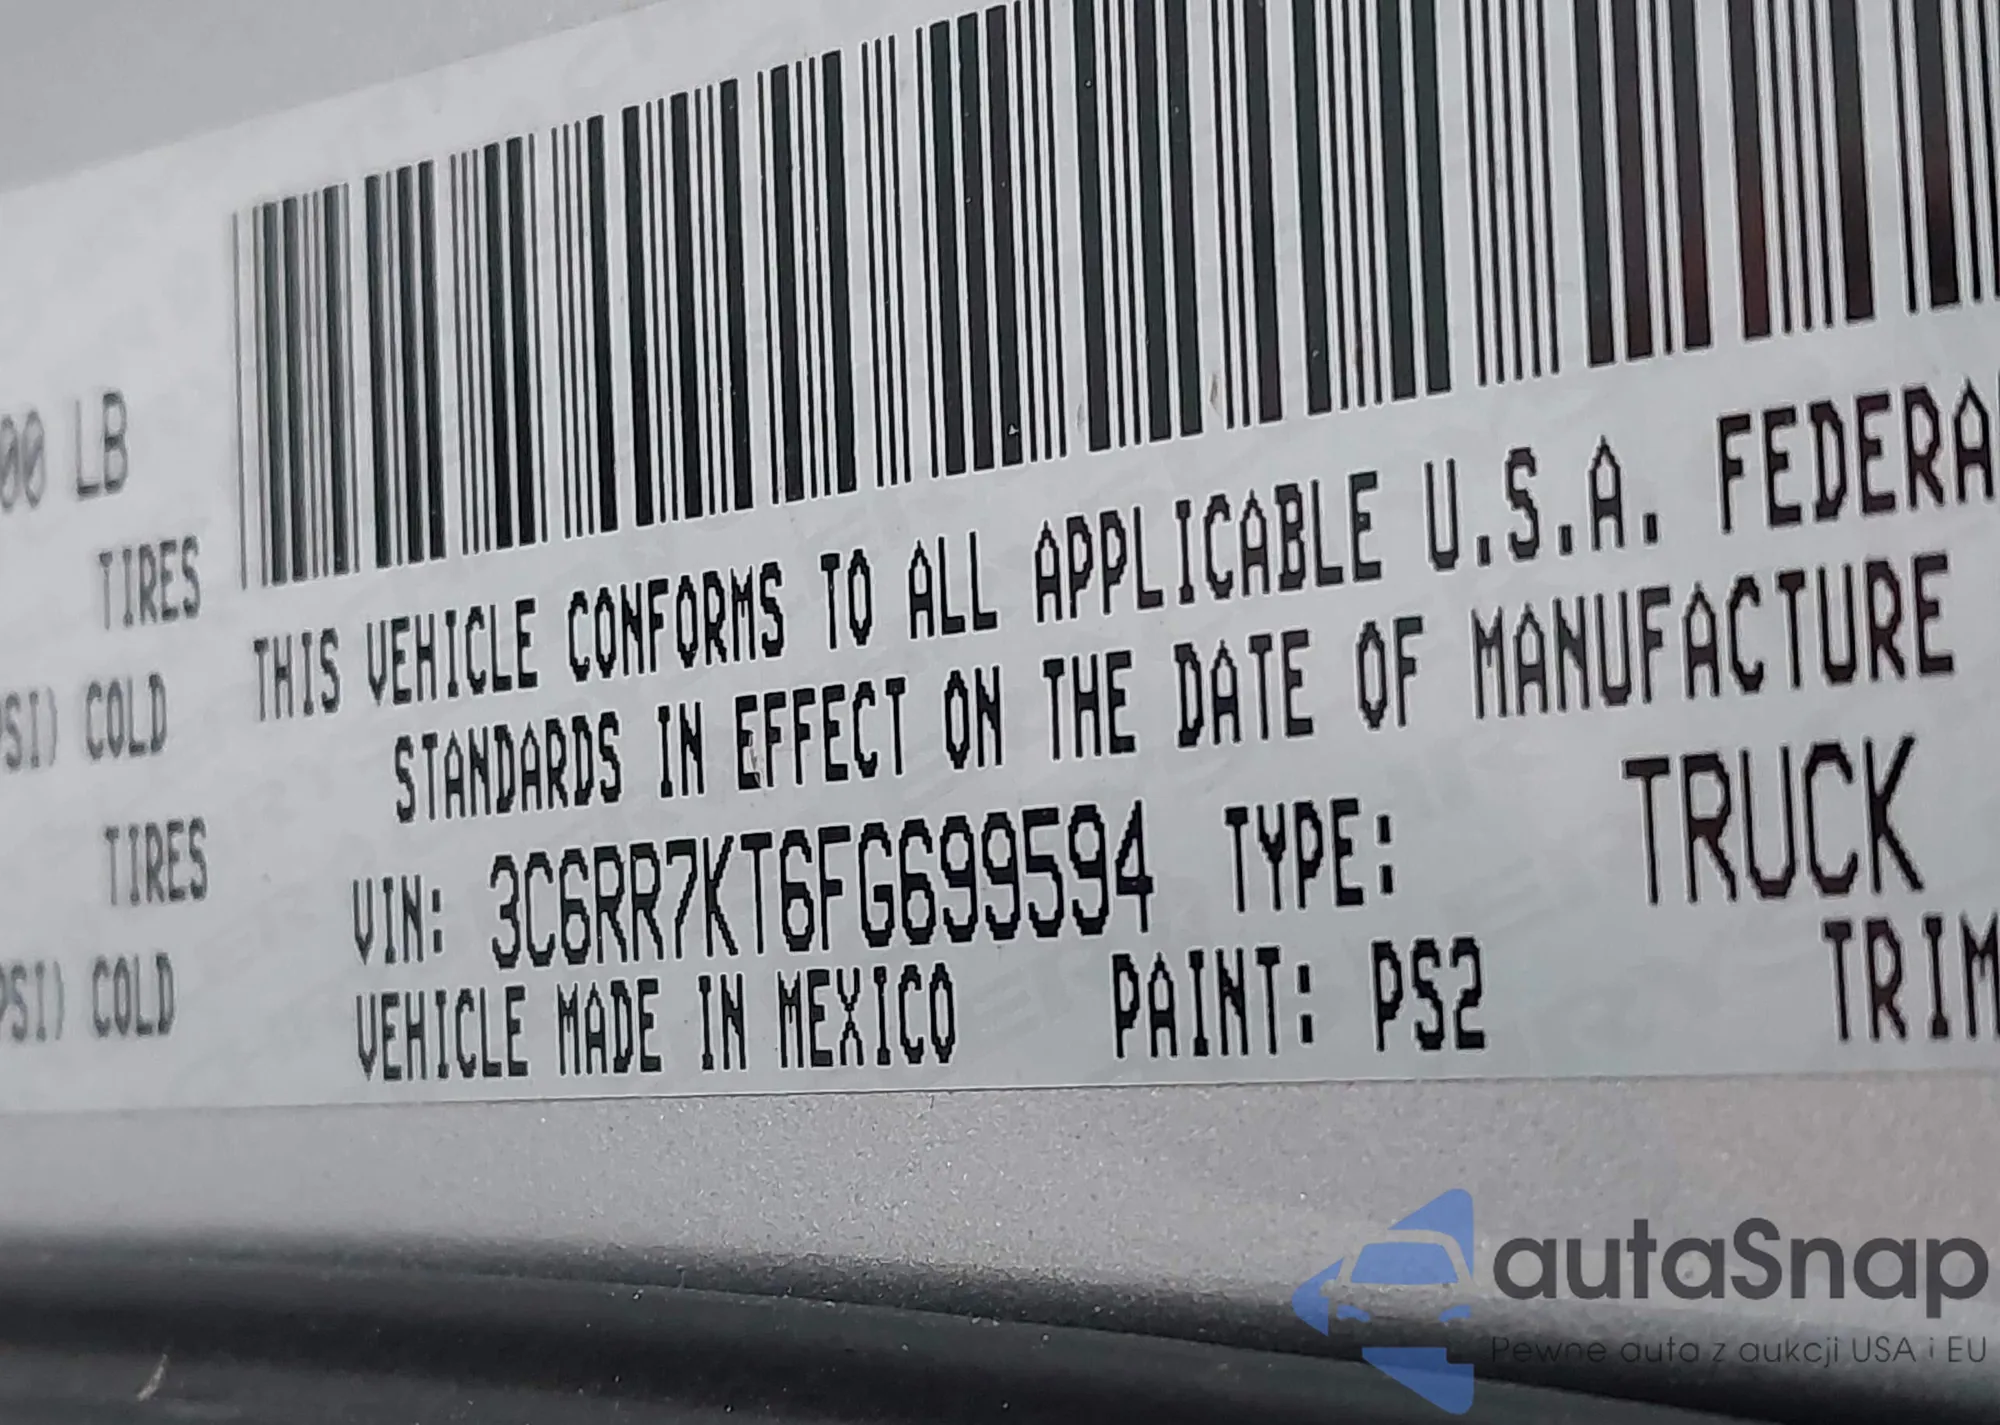 00 LB
TIRES
PSI) COLD
TIRES
PSI) COLD
THIS VEHICLE CONFORMS TO ALL APPLICABLE U.S.A. FEDERA
STANDARDS IN EFFECT ON THE DATE OF MANUFACTURE
VIN: 3C6RR7KT6FG699594 TYPE: TRUCK
VEHICLE MADE IN MEXICO PAINT: PS2 TRIM
autaSnap
Pewne auta z aukcji USA i EU